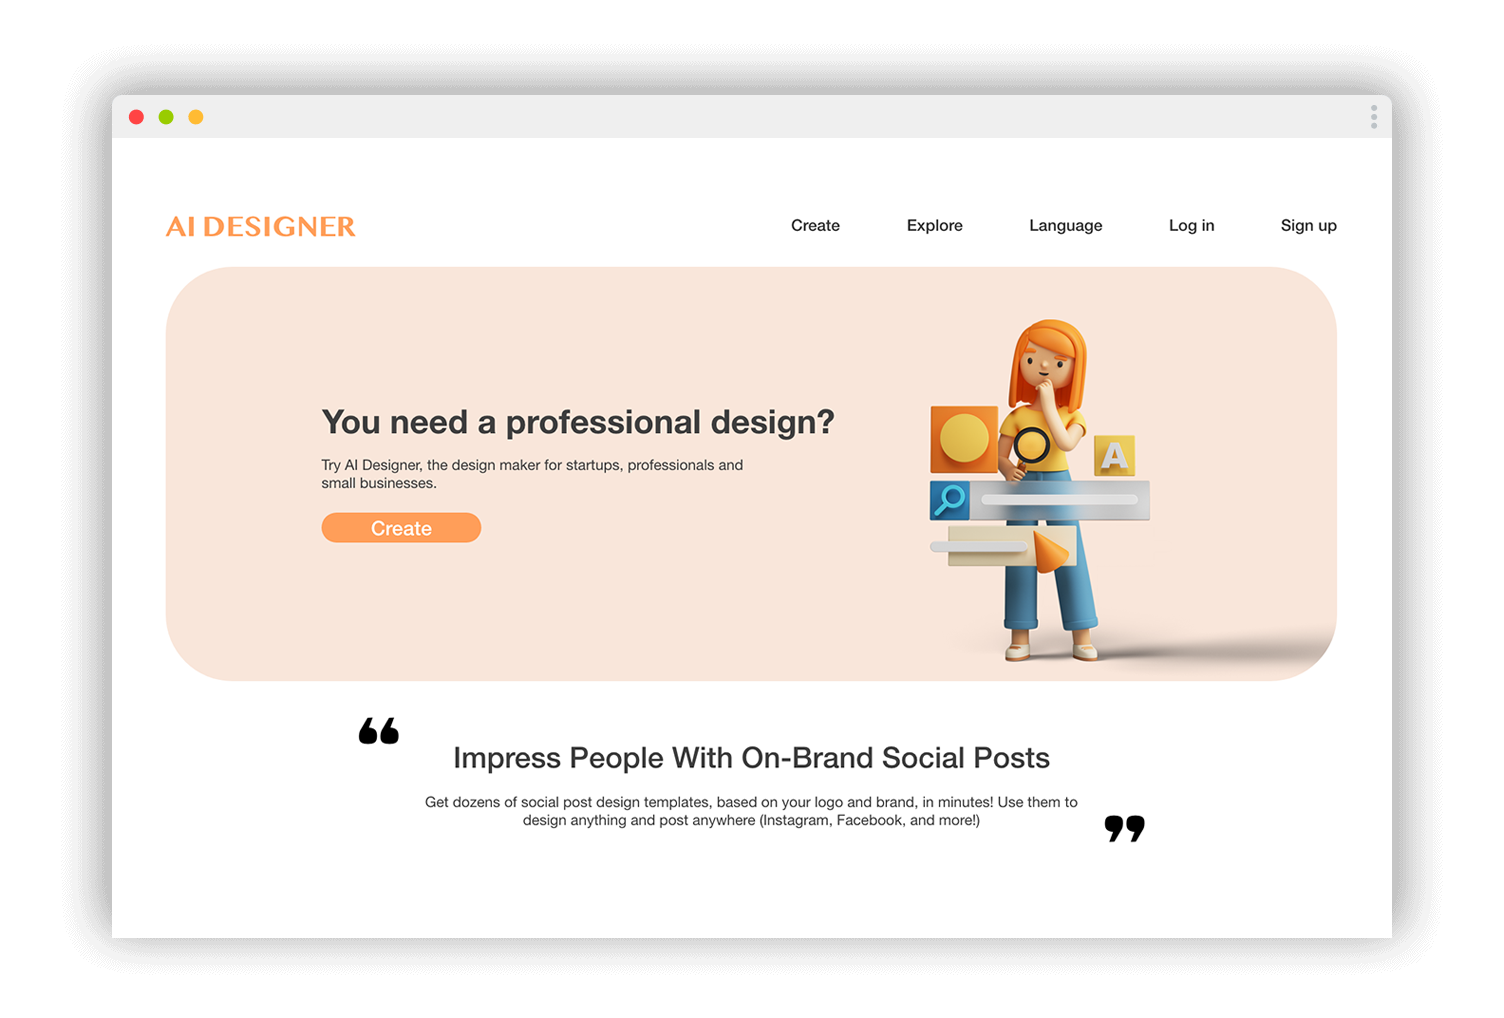 AI DESIGNER
Create
Explore
Language
Log in
Sign up
You need a professional design?
Try AI Designer, the design maker for startups, professionals and
small businesses.
Create
A
❝
Impress People With On-Brand Social Posts
Get dozens of social post design templates, based on your logo and brand, in minutes! Use them to
design anything and post anywhere (Instagram, Facebook, and more!)
❞